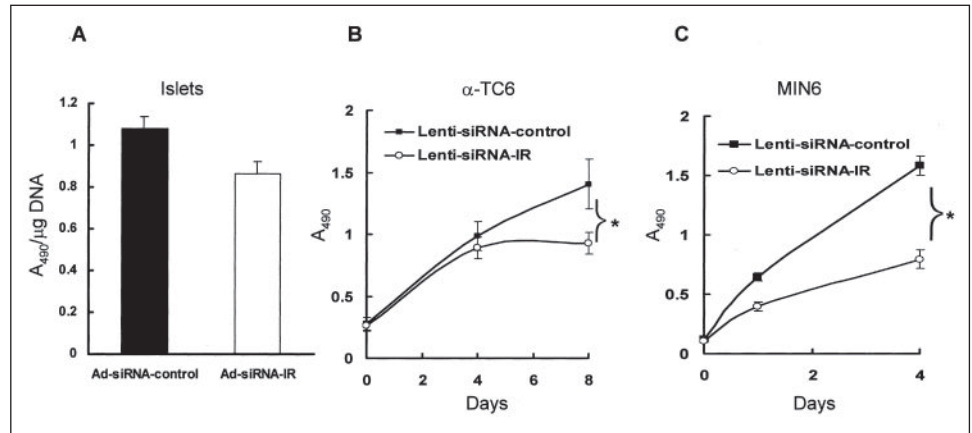 A
Islets
A490/µg DNA
1.2
1
0.8
0.6
0.4
0.2
0
Ad-siRNA-control
Ad-siRNA-IR
B
α-TC6
A490
2
1.5
1
0.5
0
Lenti-siRNA-control
Lenti-siRNA-IR
*
0 2 4 6 8
Days
C
MIN6
A490
2
1.5
1
0.5
0
Lenti-siRNA-control
Lenti-siRNA-IR
*
0 2 4
Days